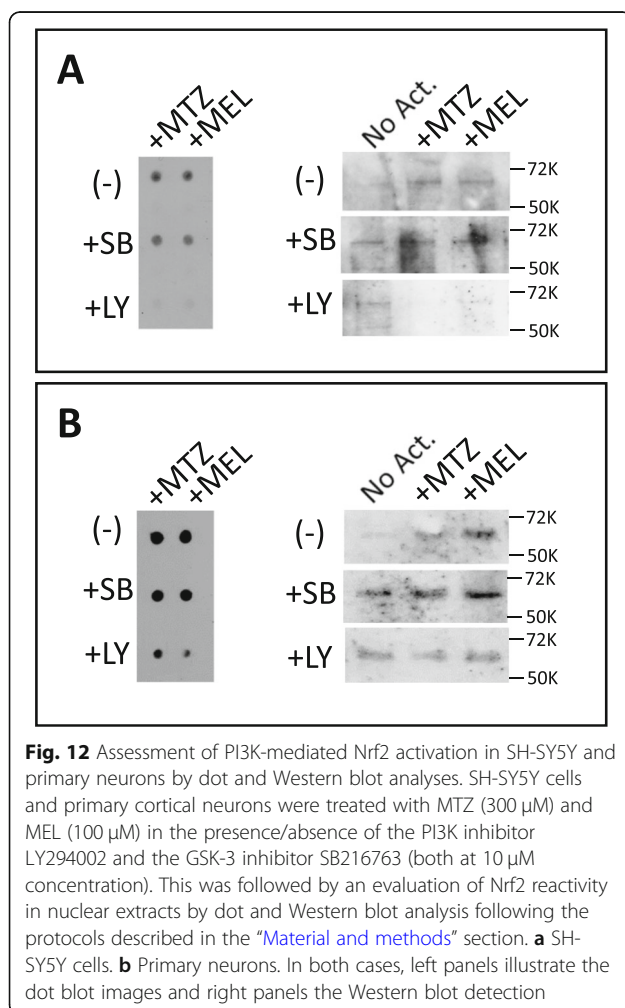 A
+MTZ
+MEL
No Act.
+MTZ
+MEL
(-)
(-)
72K
50K
+SB
+SB
72K
50K
+LY
+LY
72K
50K
B
+MTZ
+MEL
No Act.
+MTZ
+MEL
(-)
(-)
72K
50K
+SB
+SB
72K
50K
+LY
+LY
72K
50K
Fig. 12 Assessment of PI3K-mediated Nrf2 activation in SH-SY5Y and
primary neurons by dot and Western blot analyses. SH-SY5Y cells
and primary cortical neurons were treated with MTZ (300 μM) and
MEL (100 μM) in the presence/absence of the PI3K inhibitor
LY294002 and the GSK-3 inhibitor SB216763 (both at 10 μM
concentration). This was followed by an evaluation of Nrf2 reactivity
in nuclear extracts by dot and Western blot analysis following the
protocols described in the “Material and methods” section. a SH-
SY5Y cells. b Primary neurons. In both cases, left panels illustrate the
dot blot images and right panels the Western blot detection